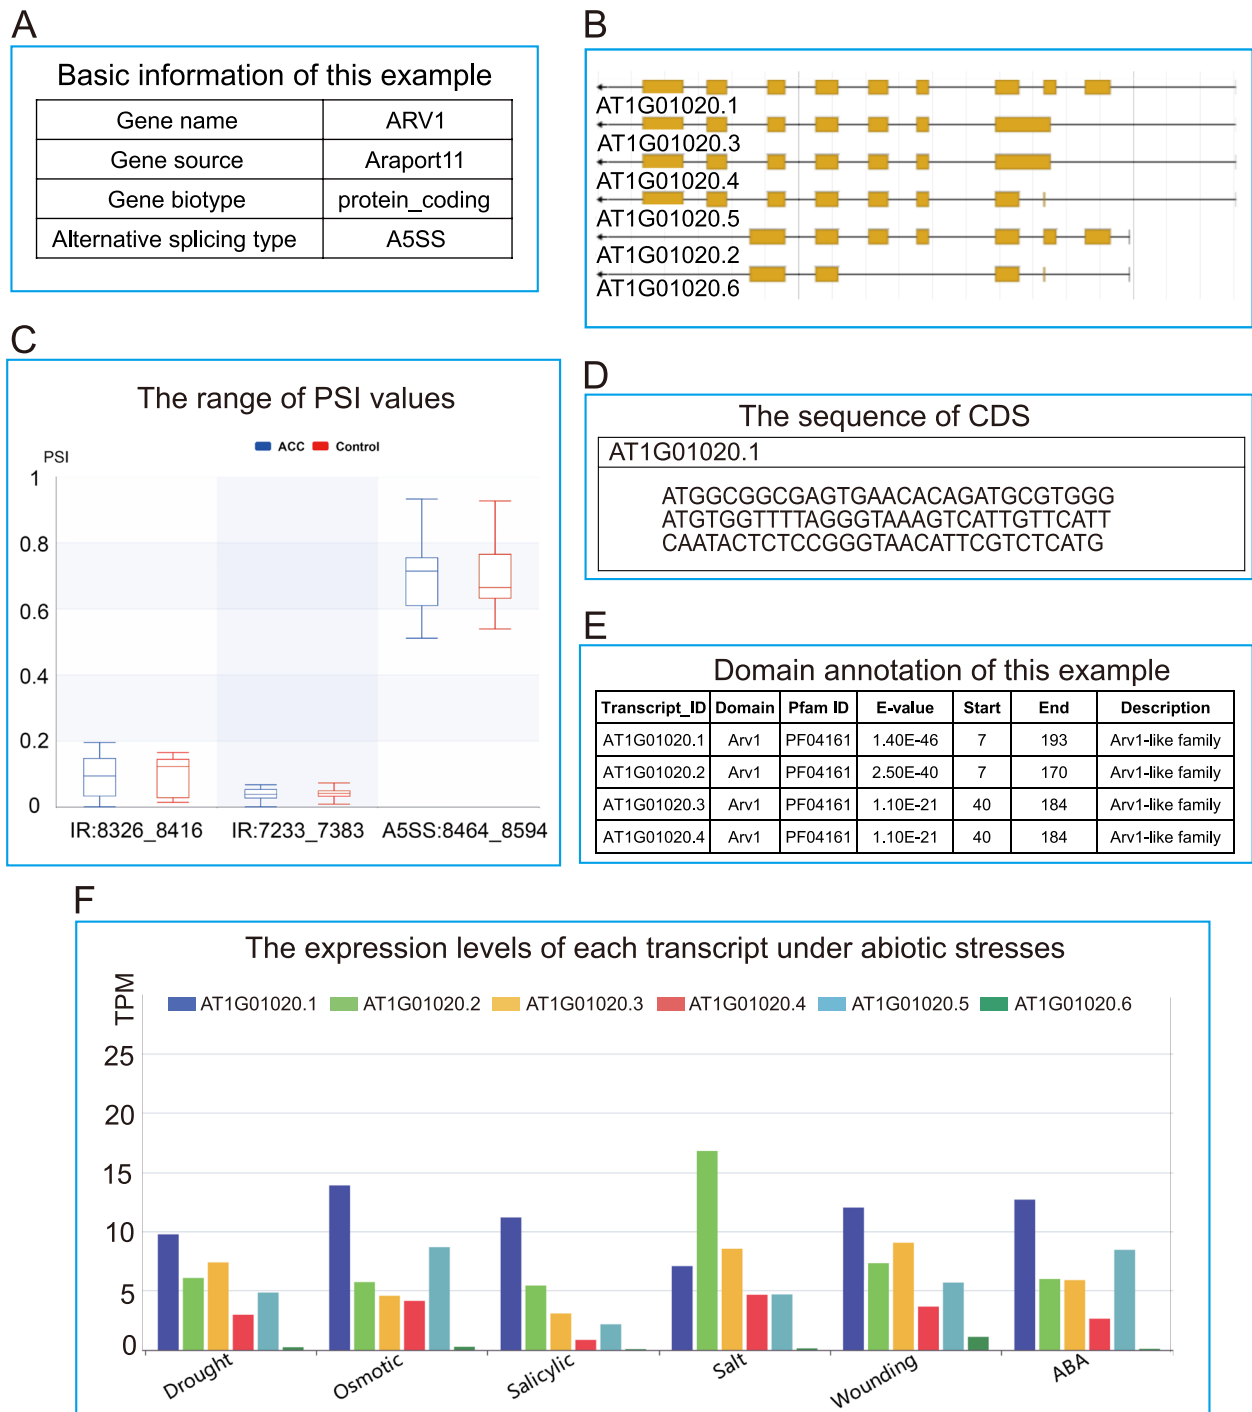 A
Basic information of this example
Gene name ARV1
Gene source Araport11
Gene biotype protein_coding
Alternative splicing type A5SS
B
AT1G01020.1
AT1G01020.3
AT1G01020.4
AT1G01020.5
AT1G01020.2
AT1G01020.6
C
The range of PSI values
ACC Control
PSI
1
0.8
0.6
0.4
0.2
0
IR:8326_8416 IR:7233_7383 A5SS:8464_8594
D
The sequence of CDS
AT1G01020.1
ATGGCGGCGAGTGAACACAGATGCGTGGG
ATGTGGTTTTAGGGTAAAGTCATTGTTCATT
CAATACTCTCCGGGTAACATTCGTCTCATG
E
Domain annotation of this example
Transcript_ID Domain Pfam ID E-value Start End Description
AT1G01020.1 Arv1 PF04161 1.40E-46 7 193 Arv1-like family
AT1G01020.2 Arv1 PF04161 2.50E-40 7 170 Arv1-like family
AT1G01020.3 Arv1 PF04161 1.10E-21 40 184 Arv1-like family
AT1G01020.4 Arv1 PF04161 1.10E-21 40 184 Arv1-like family
F
The expression levels of each transcript under abiotic stresses
TPM
AT1G01020.1 AT1G01020.2 AT1G01020.3 AT1G01020.4 AT1G01020.5 AT1G01020.6
25
20
15
10
5
0
Drought Osmotic Salicylic Salt Wounding ABA